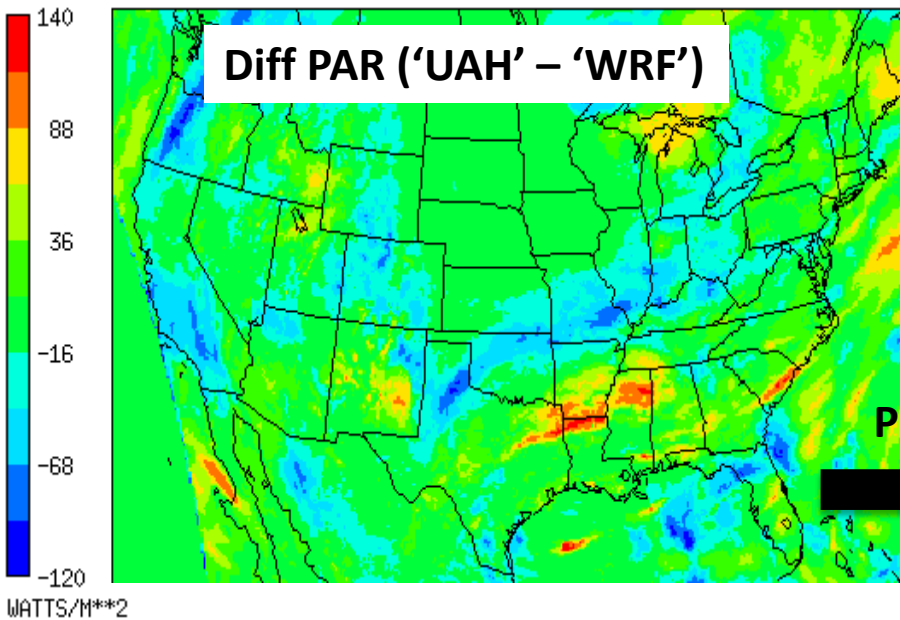 140
Diff PAR (‘UAH’ – ‘WRF’)
88
36
−16
P
−68
−120
WATTS/M**2